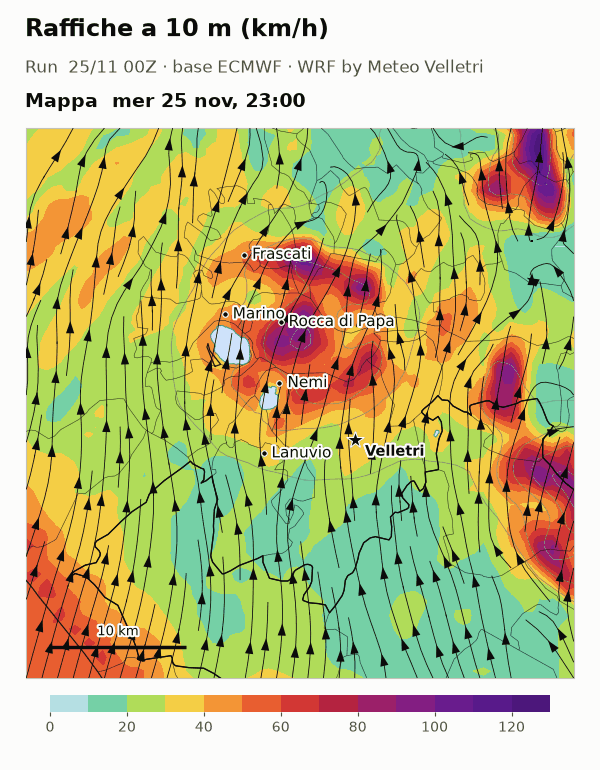 Raffiche a 10 m (km/h)
Run  25/11 00Z · base ECMWF · WRF by Meteo Velletri
Mappa  mer 25 nov, 23:00
Frascati
Marino
Rocca di Papa
Nemi
Lanuvio
Velletri
10 km
0 20 40 60 80 100 120